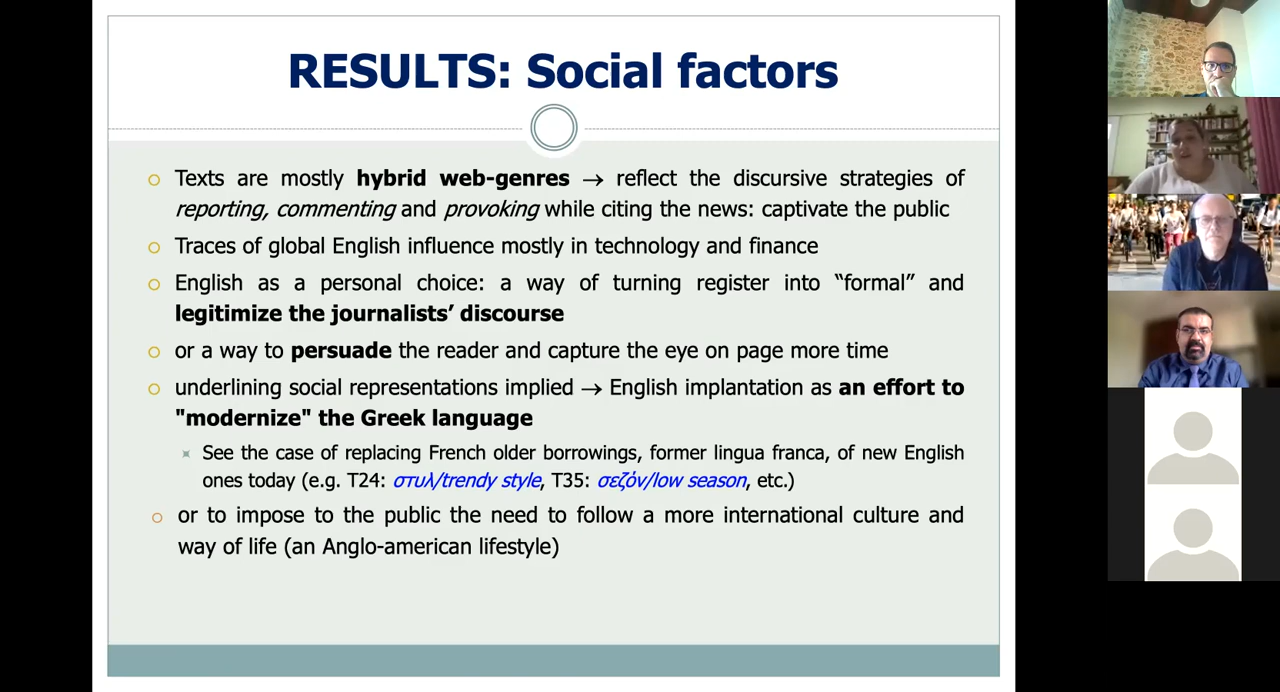 RESULTS: Social factors
Texts are mostly hybrid web-genres → reflect the discursive strategies of
reporting, commenting and provoking while citing the news: captivate the public
Traces of global English influence mostly in technology and finance
English as a personal choice: a way of turning register into “formal” and
legitimize the journalists’ discourse
or a way to persuade the reader and capture the eye on page more time
underlining social representations implied → English implantation as an effort to
"modernize" the Greek language
See the case of replacing French older borrowings, former lingua franca, of new English
ones today (e.g. T24: στυλ/trendy style, T35: σεζόν/low season, etc.)
or to impose to the public the need to follow a more international culture and
way of life (an Anglo-american lifestyle)